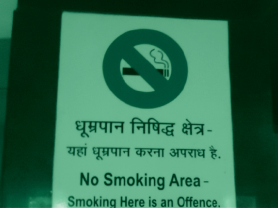 धूम्रपान निषिद्ध क्षेत्र-
यहां धूम्रपान करना अपराध है.
No Smoking Area-
Smoking Here is an Offence.